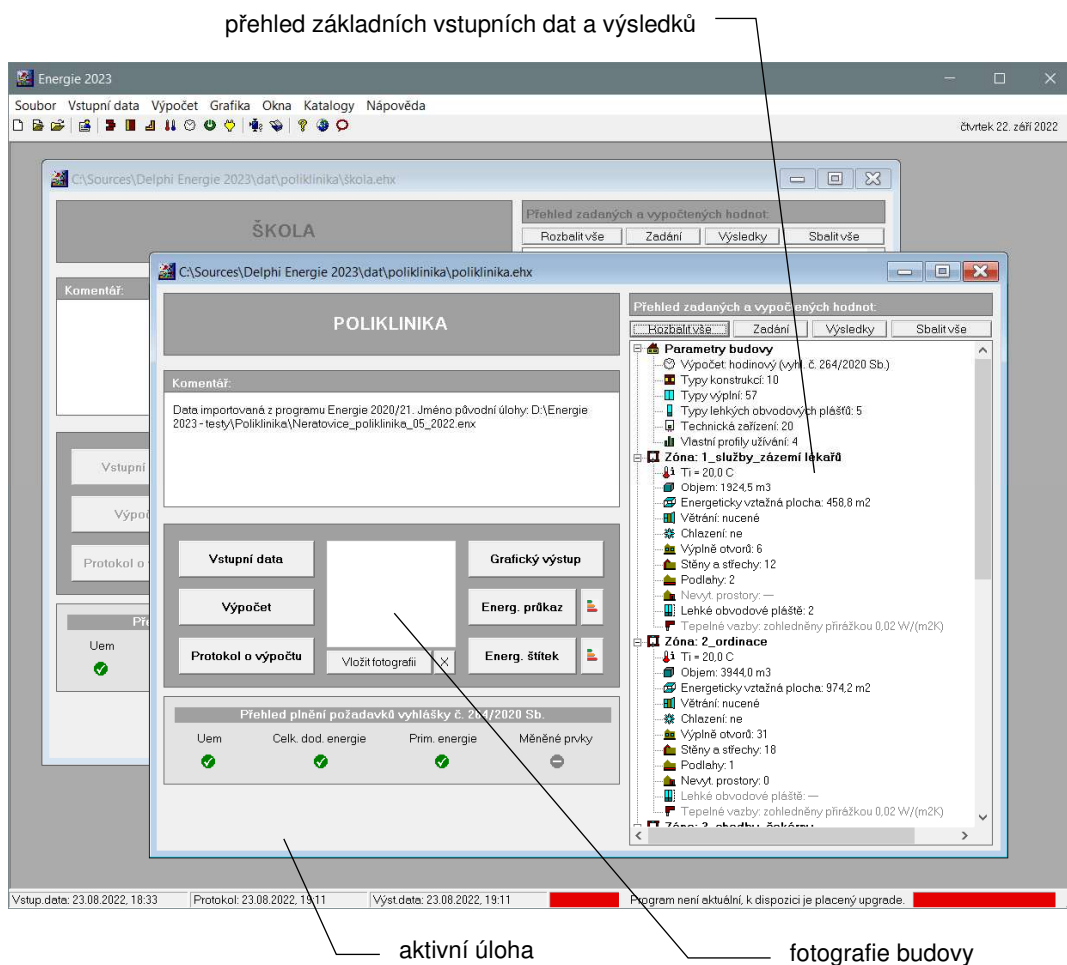 přehled základních vstupních dat a výsledků
Energie 2023
Soubor Vstupní data Výpočet Grafika Okna Katalogy Nápověda
čtvrtek 22. září 2022
C:\Sources\Delphi Energie 2023\dat\poliklinika\škola.ehx
ŠKOLA
Přehled zadaných a vypočtených hodnot:
Rozbalit vše Zadání Výsledky Sbalit vše
Komentář:
Vstupní
Výpoč
Protokol o v
Př
Uem
C:\Sources\Delphi Energie 2023\dat\poliklinika\poliklinika.ehx
POLIKLINIKA
Komentář:
Data importovaná z programu Energie 2020/21. Jméno původní úlohy: D:\Energie
2023 - testy\Poliklinika\Neratovice_poliklinika_05_2022.enx
Vstupní data
Výpočet
Protokol o výpočtu
Vložit fotografii X
Grafický výstup
Energ. průkaz
Energ. štítek
Přehled plnění požadavků vyhlášky č. 264/2020 Sb.
Uem Celk. dod. energie Prim. energie Měněné prvky
Přehled zadaných a vypočtených hodnot:
Rozbalit vše Zadání Výsledky Sbalit vše
Parametry budovy
Výpočet: hodinový (vyhl. č. 264/2020 Sb.)
Typy konstrukcí: 10
Typy výplní: 57
Typy lehkých obvodových plášťů: 5
Technická zařízení: 20
Vlastní profily užívání: 4
Zóna: 1_služby_zázemí lékařů
Ti = 20,0 C
Objem: 1924,5 m3
Energeticky vztažná plocha: 458,8 m2
Větrání: nucené
Chlazení: ne
Výplně otvorů: 6
Stěny a střechy: 12
Podlahy: 2
Nevyt. prostory: —
Lehké obvodové pláště: 2
Tepelné vazby: zohledněny přirážkou 0,02 W/(m2K)
Zóna: 2_ordinace
Ti = 20,0 C
Objem: 3944,0 m3
Energeticky vztažná plocha: 974,2 m2
Větrání: nucené
Chlazení: ne
Výplně otvorů: 31
Stěny a střechy: 18
Podlahy: 1
Nevyt. prostory: 0
Lehké obvodové pláště: —
Tepelné vazby: zohledněny přirážkou 0,02 W/(m2K)
Zóna: 3_chodby_čekárny
Vstup.data: 23.08.2022, 18:33 Protokol: 23.08.2022, 19:11 Výst.data: 23.08.2022, 19:11 Program není aktuální, k dispozici je placený upgrade.
aktivní úloha
fotografie budovy